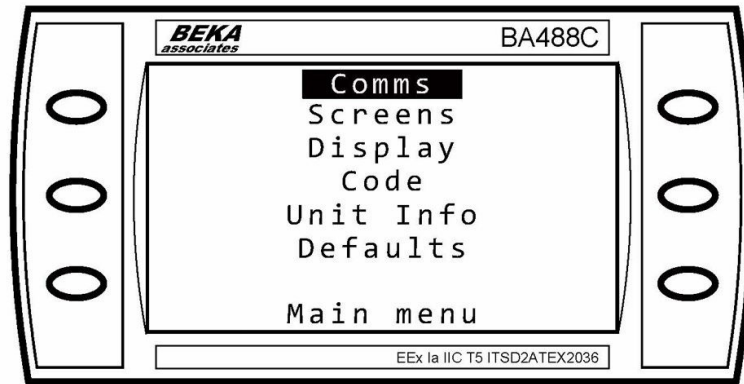 BEKA
associates
BA488C
Comms
Screens
Display
Code
Unit Info
Defaults
Main menu
EEx Ia IIC T5 ITSD2ATEX2036